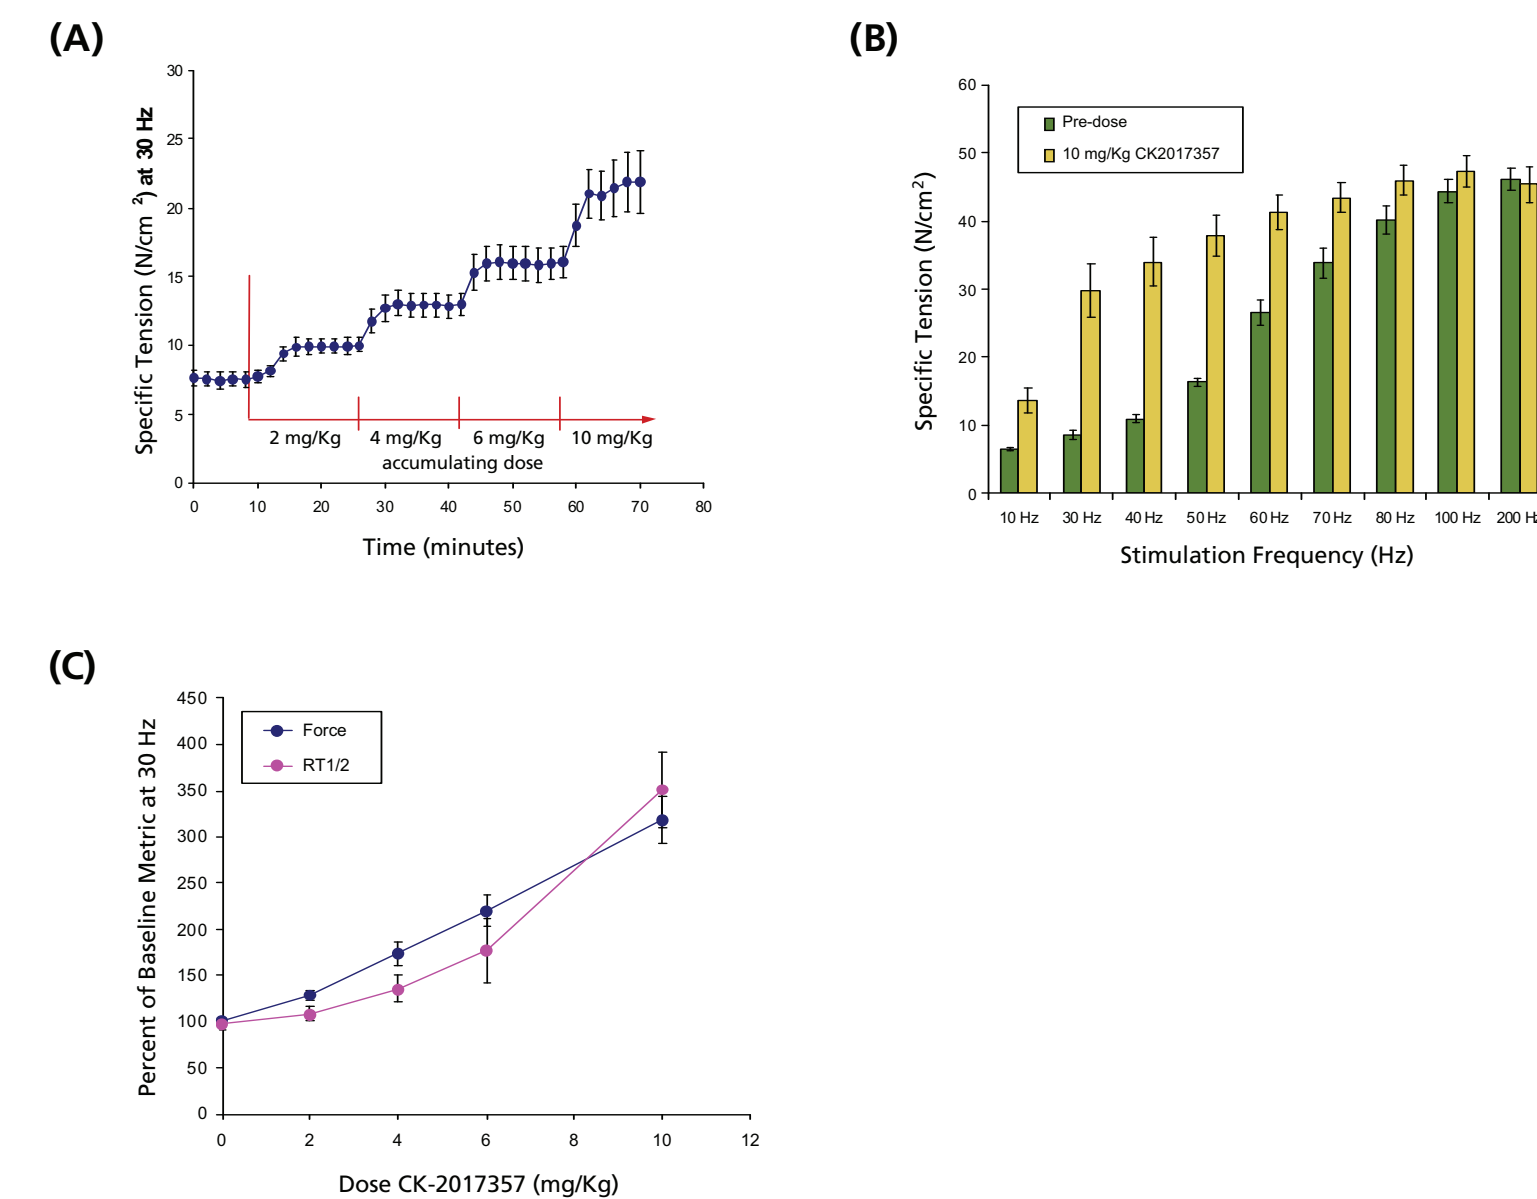 (A)
30
25
20
15
10
5
0
Specific Tension (N/cm 2) at 30 Hz
2 mg/Kg 4 mg/Kg 6 mg/Kg 10 mg/Kg
accumulating dose
0 10 20 30 40 50 60 70 80
Time (minutes)
(B)
60
50
40
30
20
10
0
Specific Tension (N/cm2)
Pre-dose
10 mg/Kg CK2017357
10 Hz 30 Hz 40 Hz 50 Hz 60 Hz 70 Hz 80 Hz 100 Hz 200 Hz
Stimulation Frequency (Hz)
(C)
450
400
350
300
250
200
150
100
50
0
Percent of Baseline Metric at 30 Hz
Force
RT1/2
0 2 4 6 8 10 12
Dose CK-2017357 (mg/Kg)